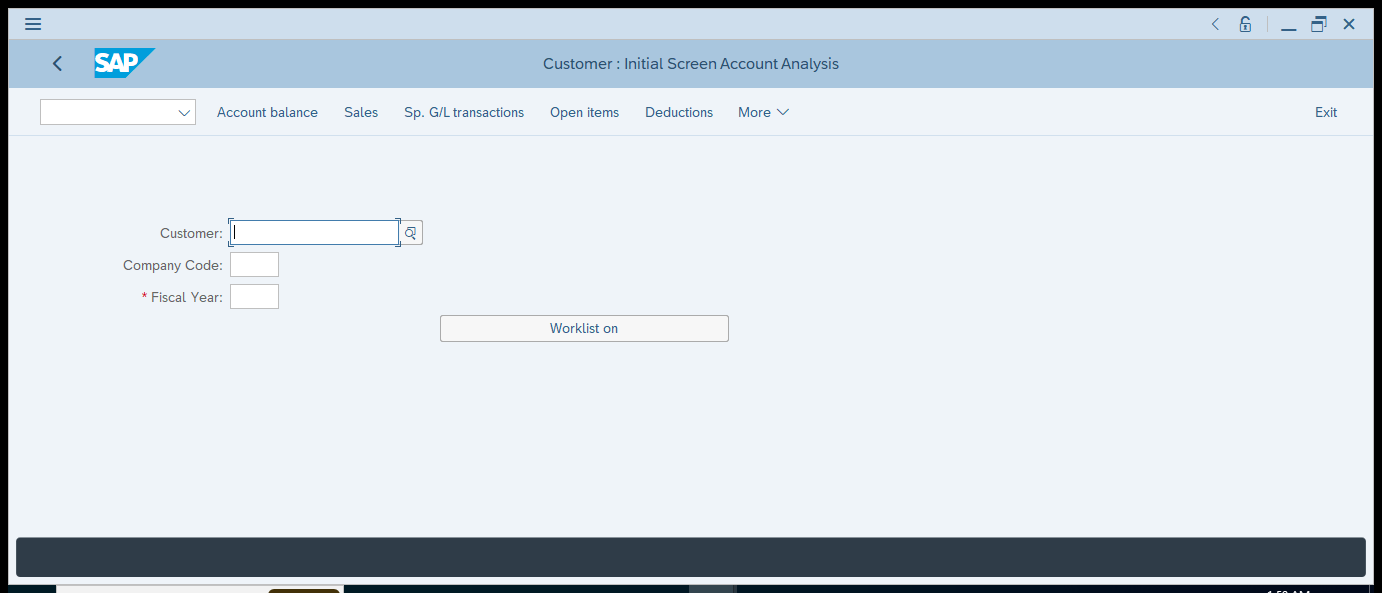 SAP
Customer : Initial Screen Account Analysis
Account balance Sales Sp. G/L transactions Open items Deductions More Exit
Customer:
Company Code:
* Fiscal Year:
Worklist on